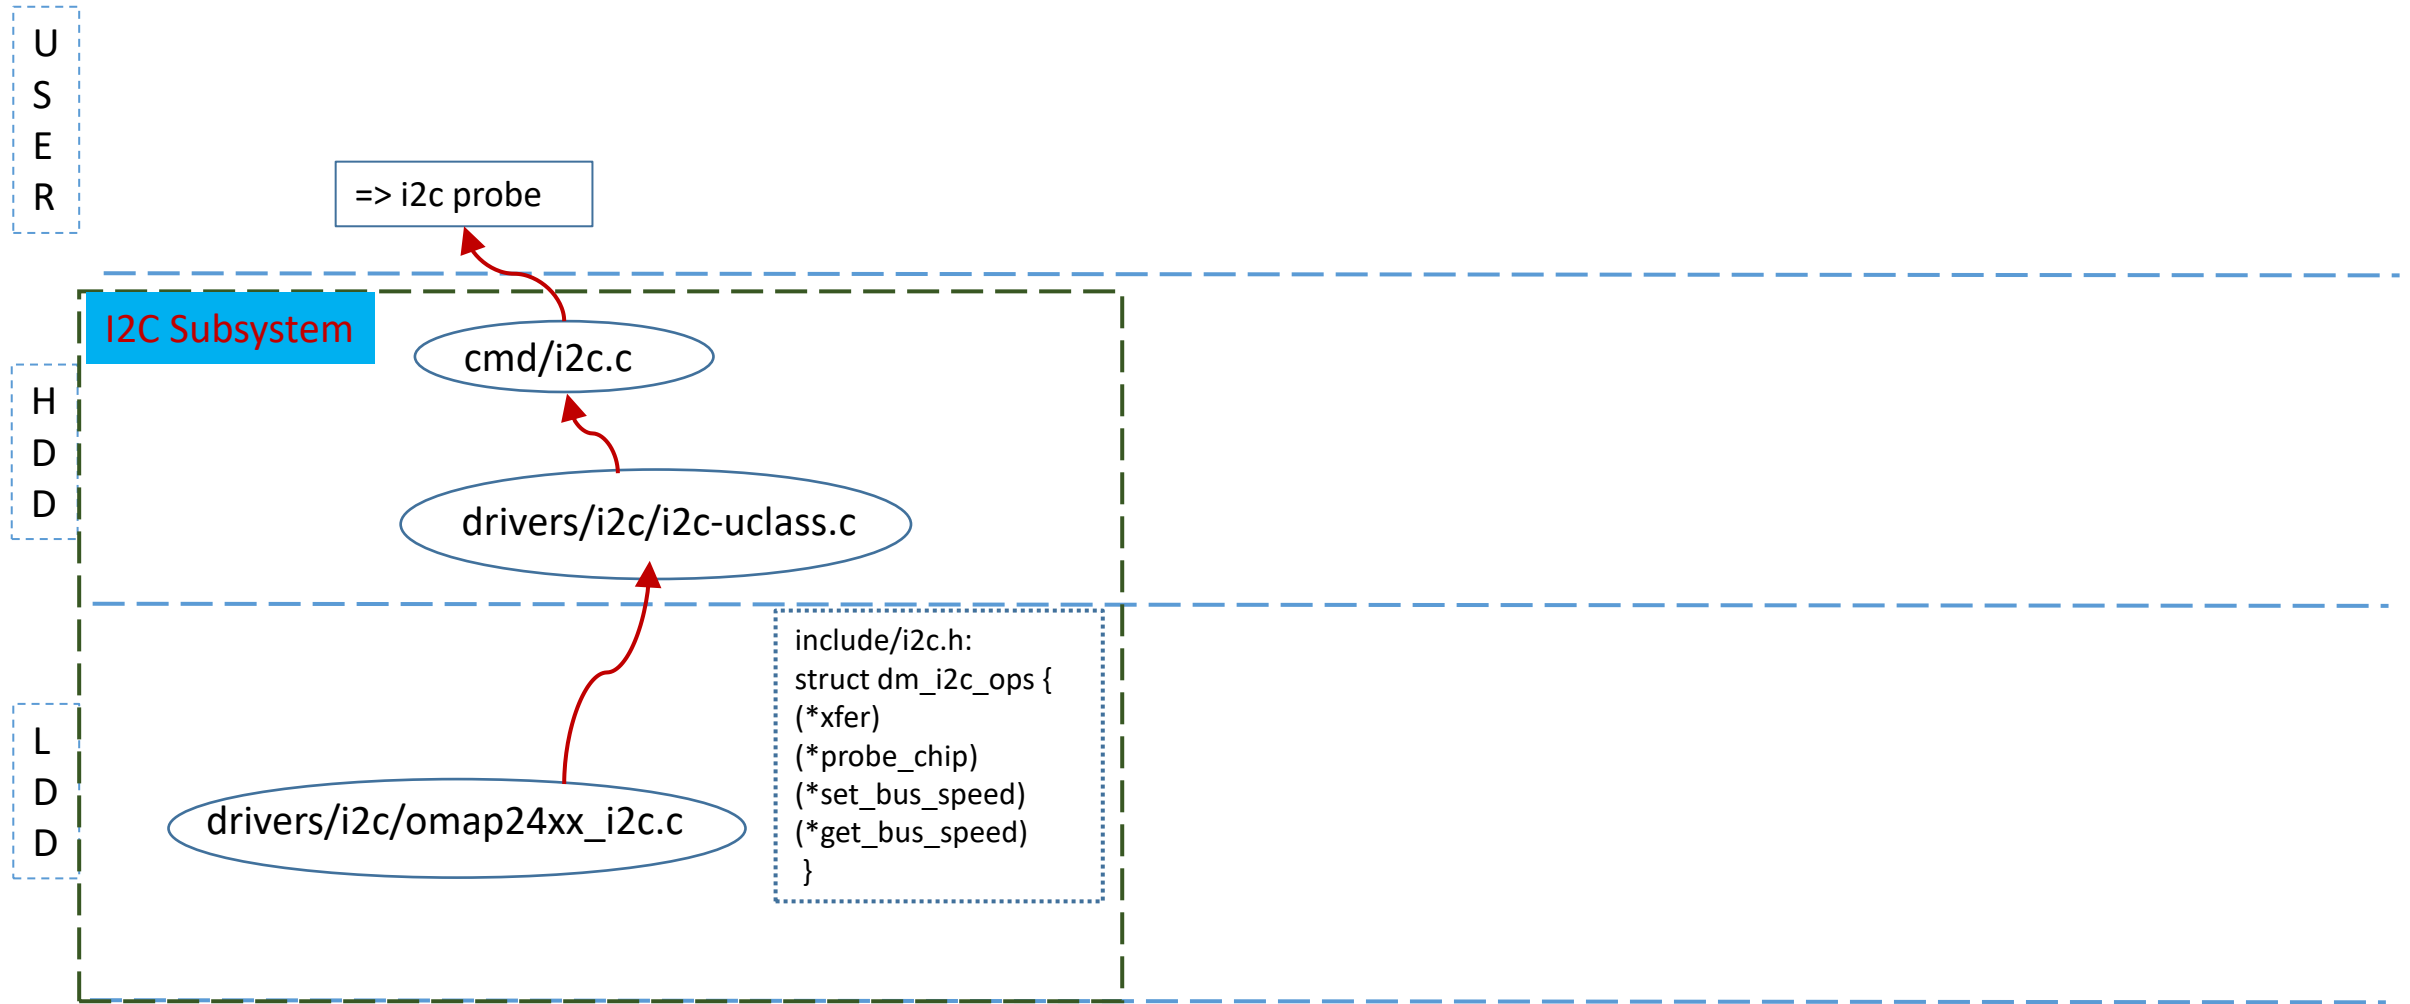 U
S
E
R
=> i2c probe
I2C Subsystem
cmd/i2c.c
H
D
D
drivers/i2c/i2c-uclass.c
include/i2c.h:
struct dm_i2c_ops {
(*xfer)
(*probe_chip)
(*set_bus_speed)
(*get_bus_speed)
}
L
D
D
drivers/i2c/omap24xx_i2c.c